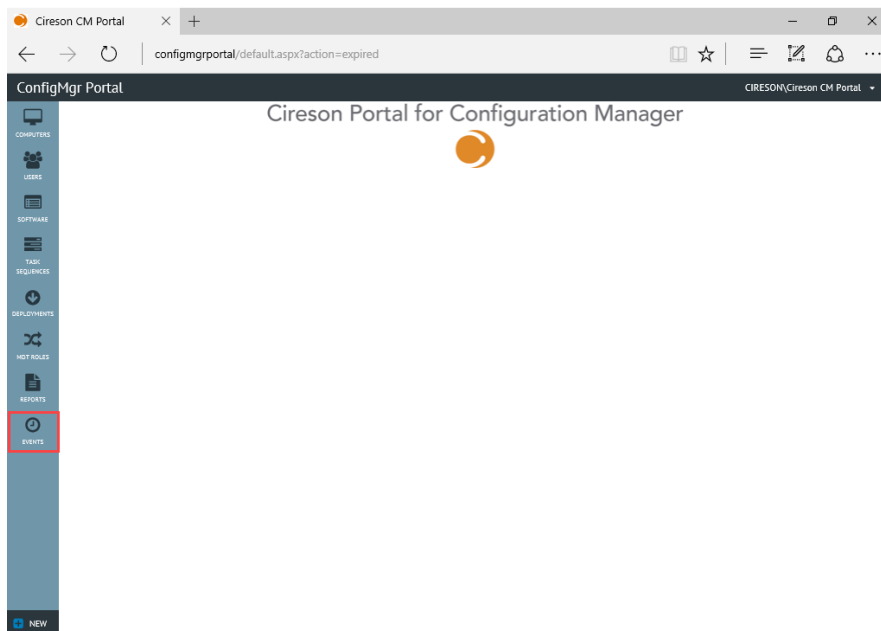 Cireson CM Portal
configmgrportal/default.aspx?action=expired
ConfigMgr Portal
CIRESON\Cireson CM Portal
Cireson Portal for Configuration Manager
COMPUTERS
USERS
SOFTWARE
TASK
SEQUENCES
DEPLOYMENTS
MDT ROLES
REPORTS
EVENTS
NEW